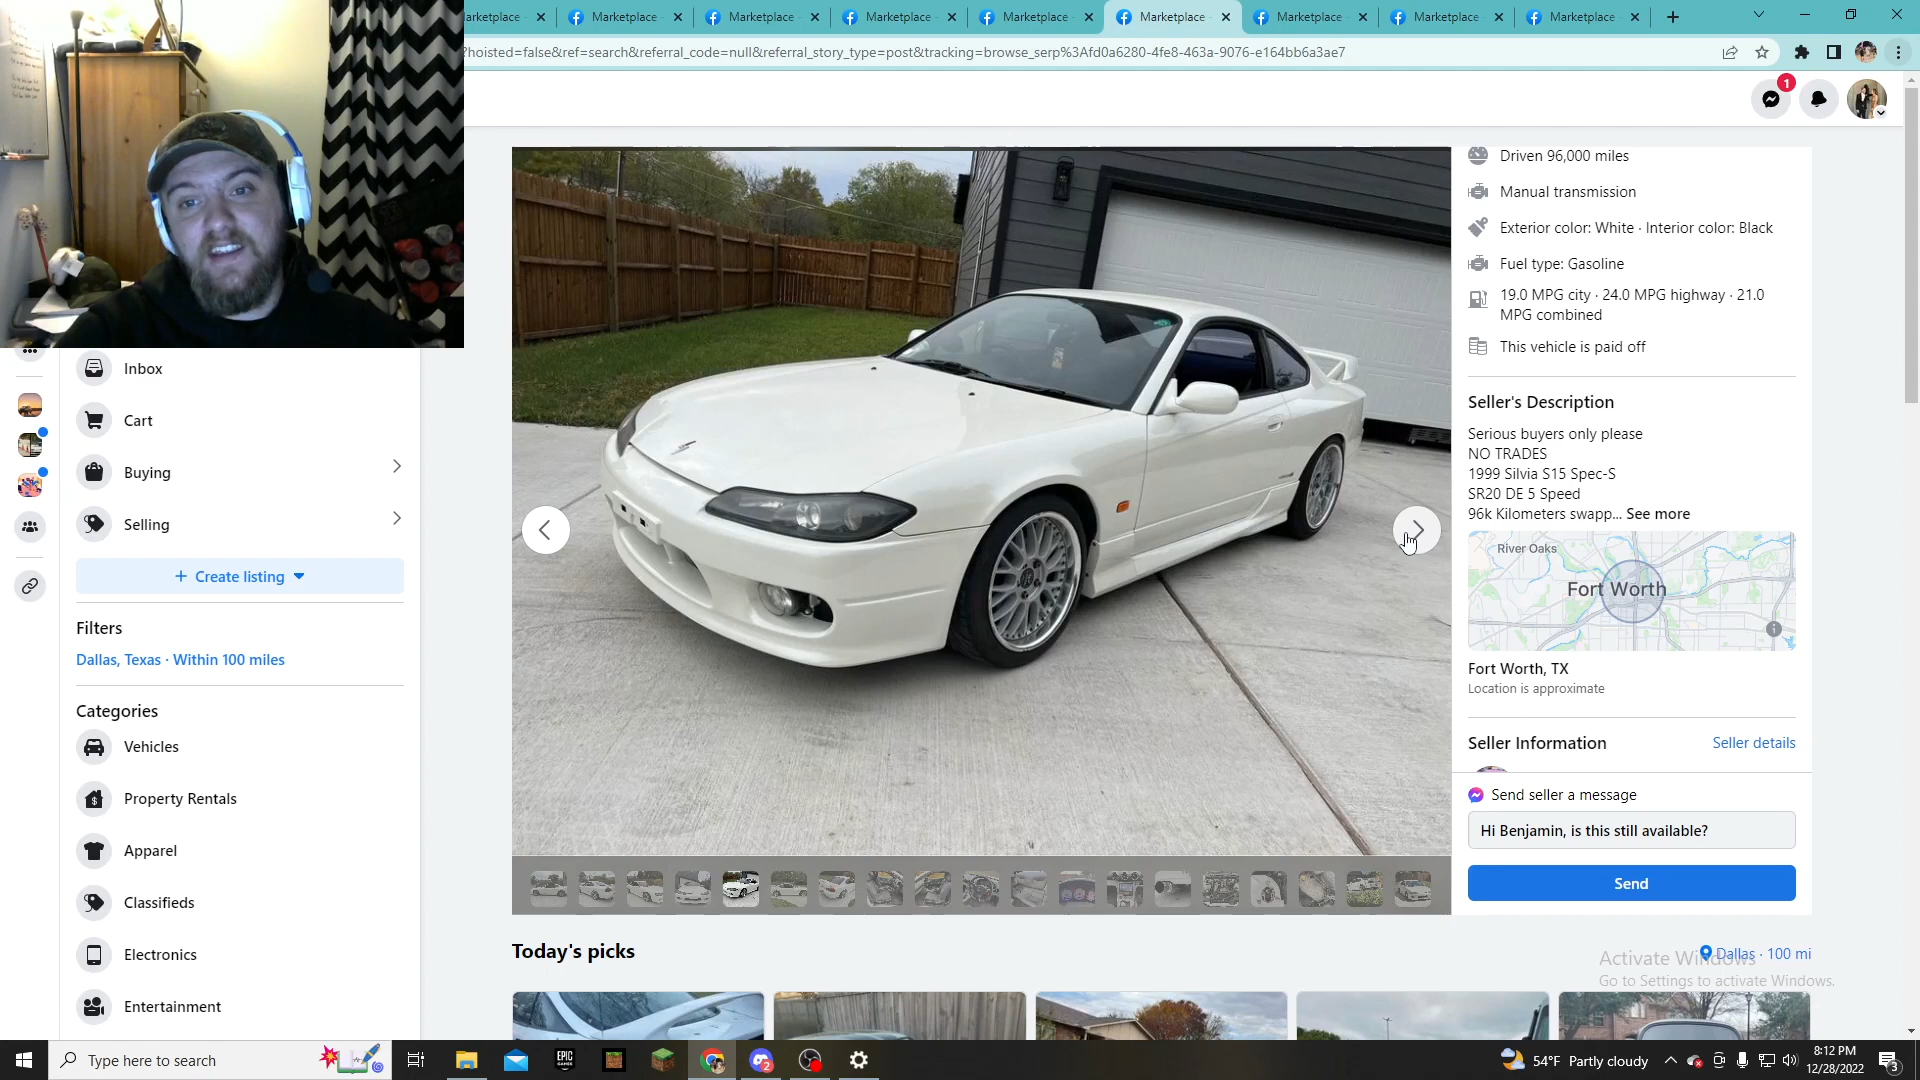 arketplace
Marketplace
Marketplace
Marketplace
Marketplace
Marketplace
Marketplace
Marketplace
Marketplace
?hoisted=false&ref=search&referral_code=null&referral_story_type=post&tracking=browse_serp%3Afd0a6280-4fe8-463a-9076-e164bb6a3ae7
1
Driven 96,000 miles
Manual transmission
Exterior color: White · Interior color: Black
Fuel type: Gasoline
19.0 MPG city · 24.0 MPG highway · 21.0
MPG combined
This vehicle is paid off
Seller's Description
Serious buyers only please
NO TRADES
1999 Silvia S15 Spec-S
SR20 DE 5 Speed
96k Kilometers swapp... See more
River Oaks
Fort Worth
Fort Worth, TX
Location is approximate
Seller Information
Seller details
Send seller a message
Hi Benjamin, is this still available?
Send
Inbox
Cart
Buying
Selling
+ Create listing
Filters
Dallas, Texas · Within 100 miles
Categories
Vehicles
Property Rentals
Apparel
Classifieds
Electronics
Entertainment
Today's picks
Dallas · 100 mi
Activate Windows
Go to Settings to activate Windows.
Type here to search
EPIC
GAMES
2
54°F Partly cloudy
8:12 PM
12/28/2022
3